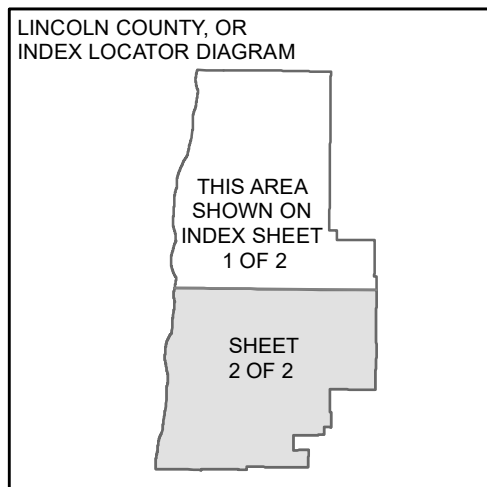 LINCOLN COUNTY, OR
INDEX LOCATOR DIAGRAM
THIS AREA
SHOWN ON
INDEX SHEET
1 OF 2
SHEET
2 OF 2